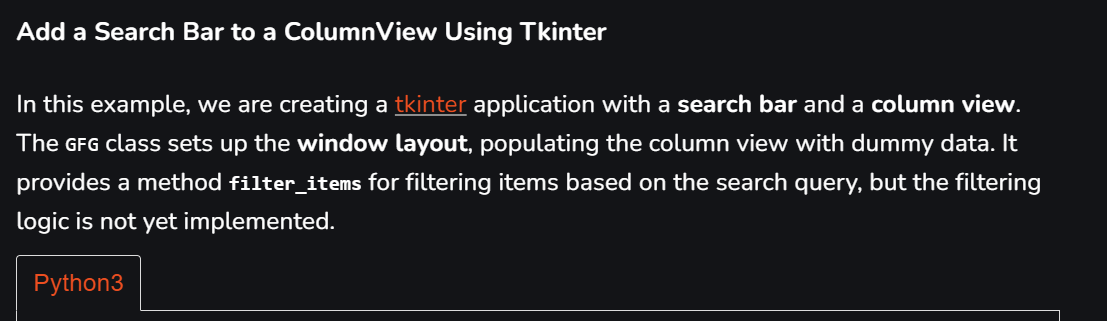 Add a Search Bar to a ColumnView Using Tkinter
In this example, we are creating a tkinter application with a search bar and a column view.
The GFG class sets up the window layout, populating the column view with dummy data. It
provides a method filter_items for filtering items based on the search query, but the filtering
logic is not yet implemented.
Python3